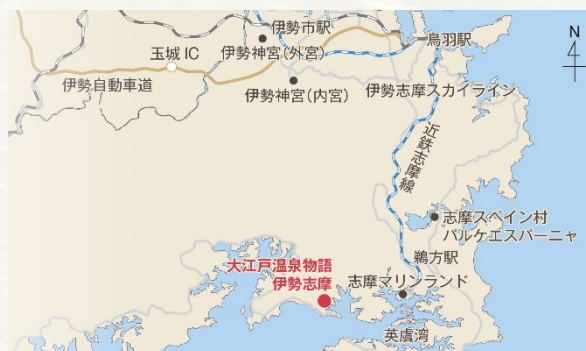 伊勢市駅
伊勢神宮(外宮)
鳥羽駅
N
玉城 IC
伊勢自動車道
伊勢神宮(内宮)
伊勢志摩スカイライン
近鉄志摩線
志摩スペイン村
パルケエスパーニャ
鵜方駅
大江戸温泉物語
伊勢志摩
志摩マリンランド
英虞湾